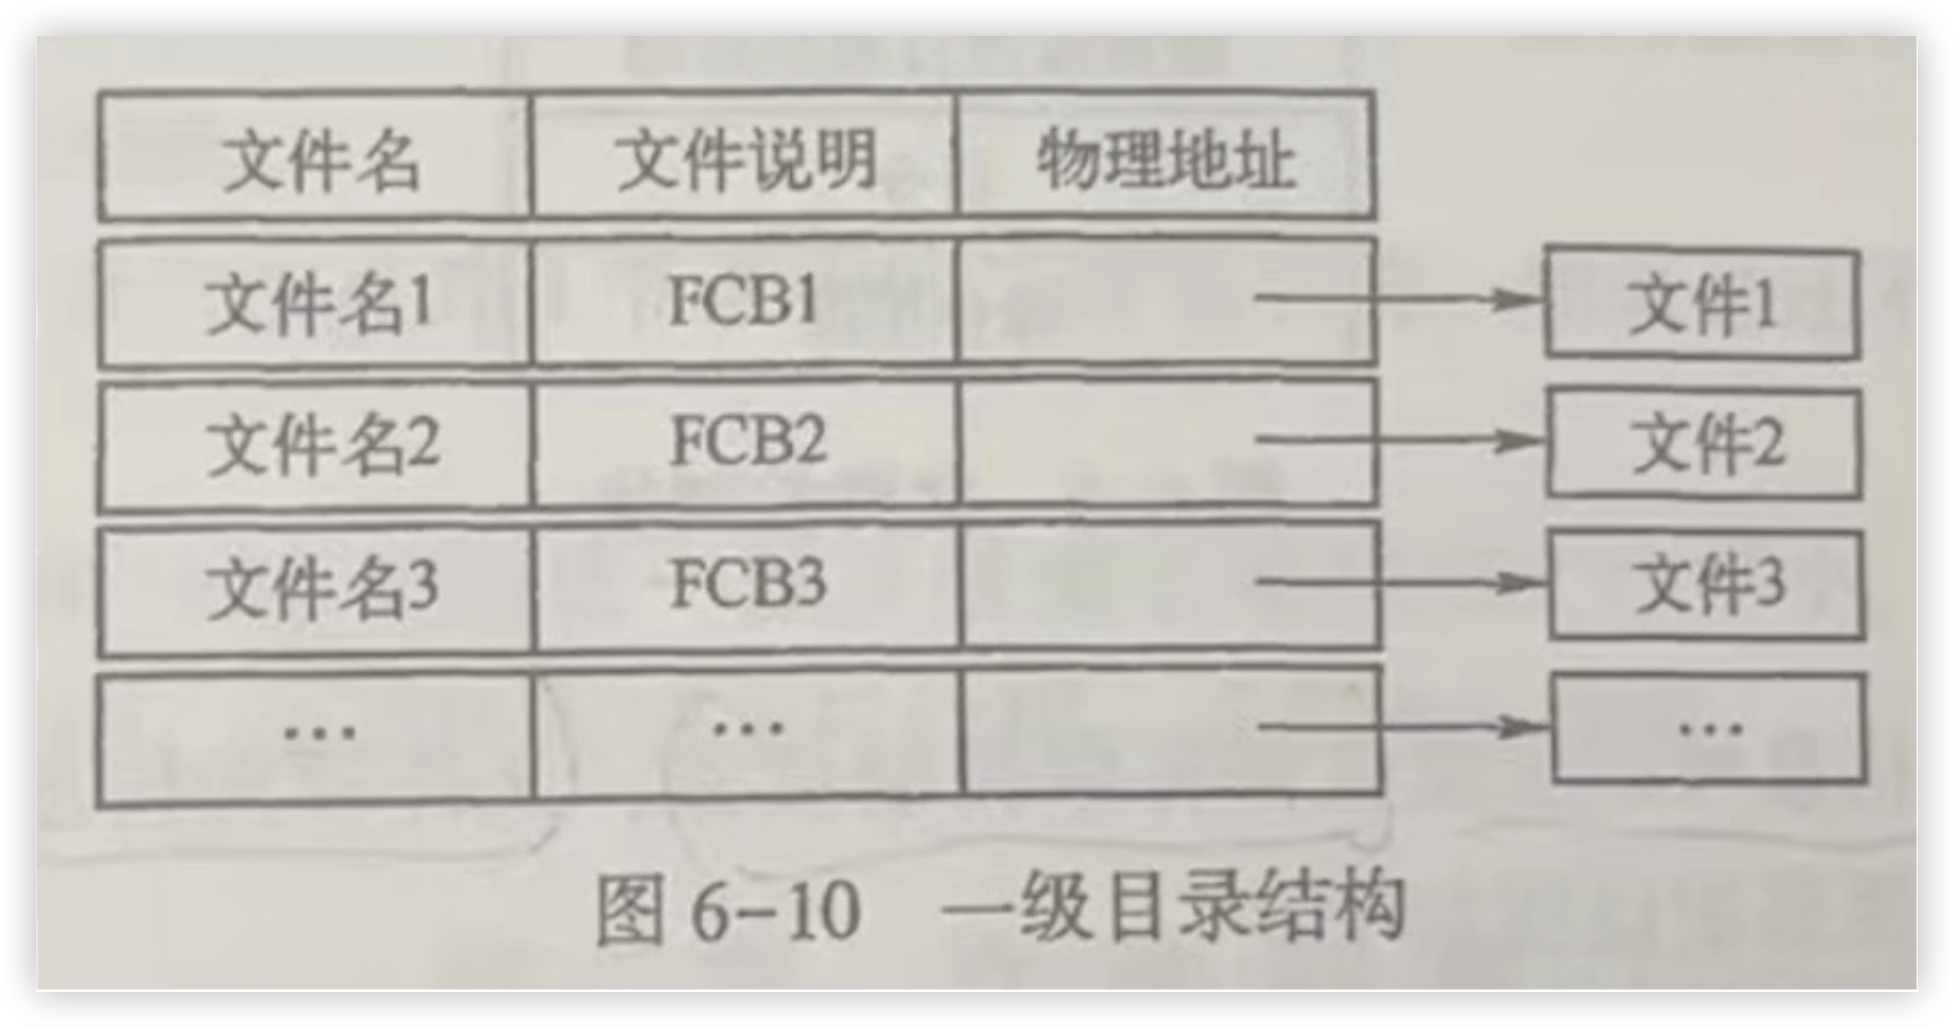 文件名 文件说明 物理地址
文件名1 FCB1 文件1
文件名2 FCB2 文件2
文件名3 FCB3 文件3
… … …
图 6-10 一级目录结构